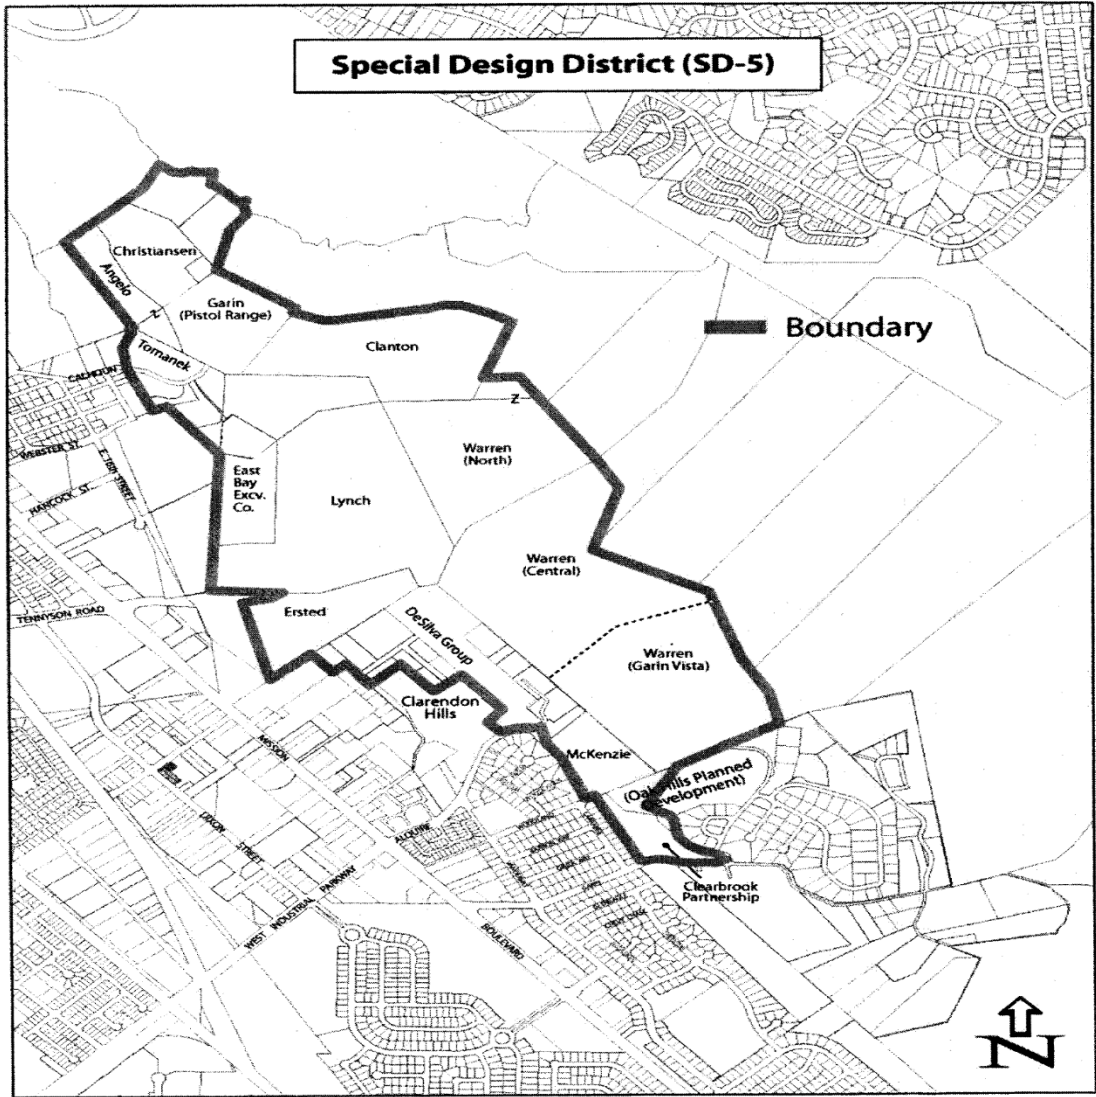 Special Design District (SD-5)
Christiansen
Angelo
Garin
(Pistol Range)
Boundary
Clanton
Tomanek
CALHOUN
Z
Z
WEBSTER ST.
E. 16th STREET
HANCOCK ST
East
Bay
Excv.
Co.
Lynch
Warren
(North)
Warren
(Central)
TENNYSON ROAD
Ersted
DeSilva Group
Warren
(Garin Vista)
Clarendon
Hills
MISSION
McKenzie
(Oak Hills Planned
Development)
DIXON
STREET
ALQUIRE
Clearbrook
Partnership
WEST INDUSTRIAL PARKWAY
BOULEVARD
N